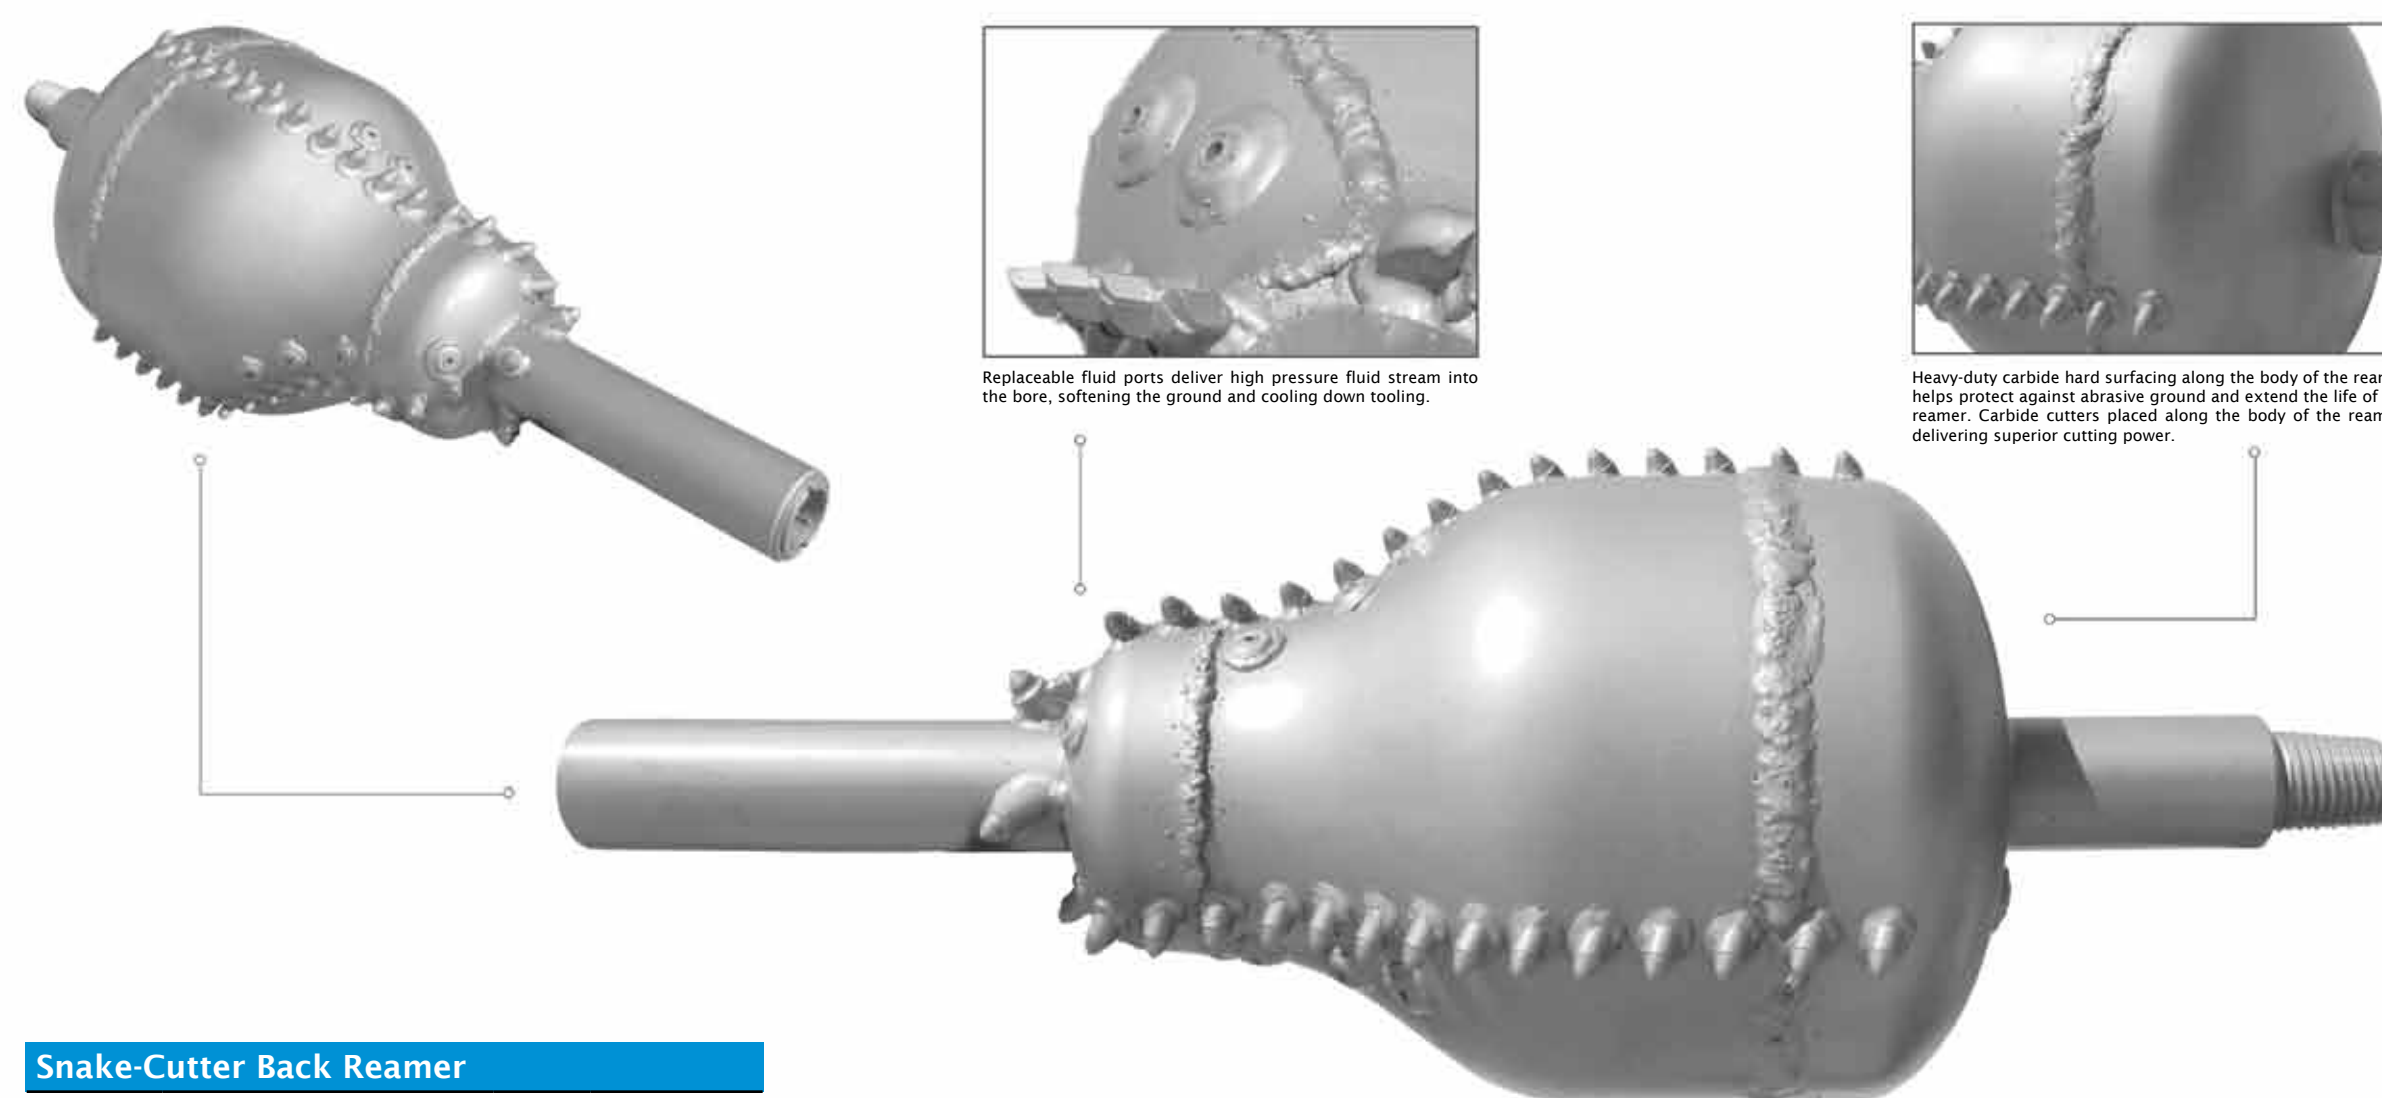 Replaceable fluid ports deliver high pressure fluid stream into
the bore, softening the ground and cooling down tooling.
Heavy-duty carbide hard surfacing along the body of the
helps protect against abrasive ground and extend the life of
reamer. Carbide cutters placed along the body of the
delivering superior cutting power.
Snake-Cutter Back Reamer